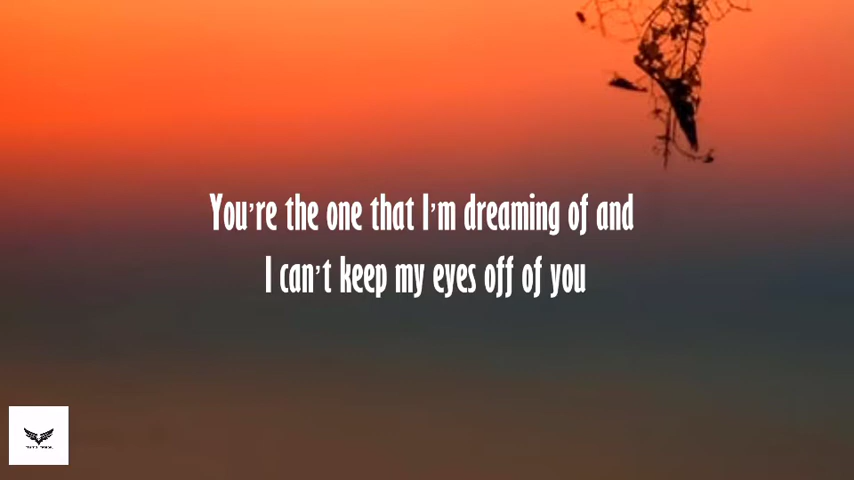 You're the one that I'm dreaming of and
I can't keep my eyes off of you